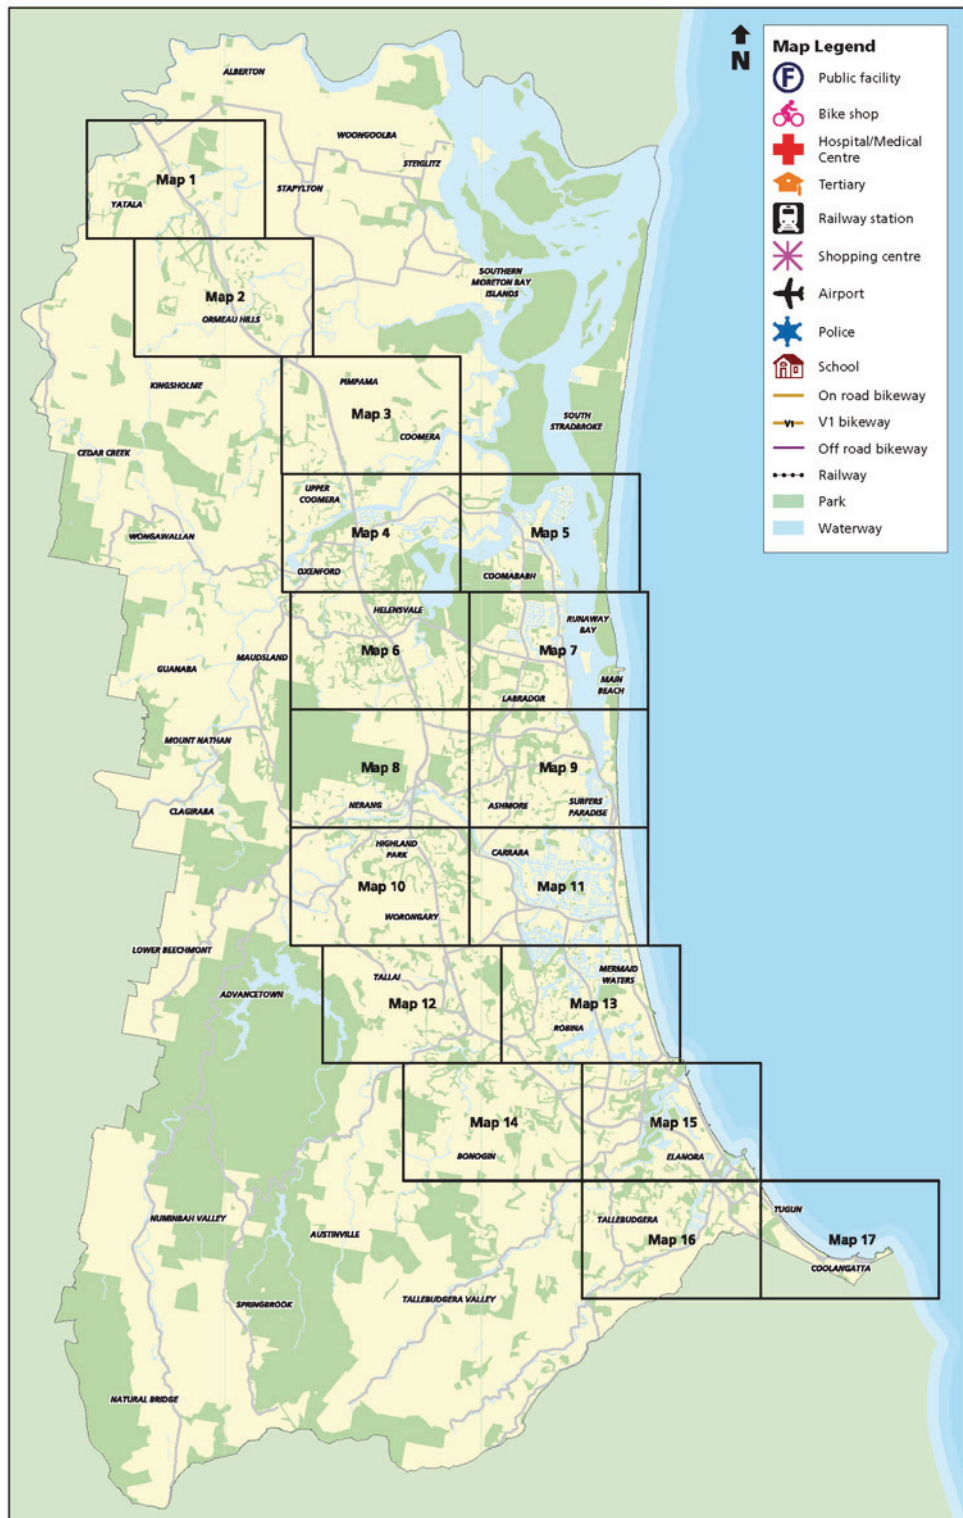 N
Map Legend
F
Public facility
Bike shop
Hospital/Medical
Centre
Tertiary
Railway station
Shopping centre
Airport
Police
School
On road bikeway
V1
V1 bikeway
Off road bikeway
Railway
Park
Waterway
ALBERTON
WOONGOOLBA
STEIGLITZ
Map 1
STAPYLTON
YATALA
SOUTHERN
MORETON BAY
ISLANDS
Map 2
ORMEAU HILLS
KINGSHOLME
PIMPAMA
Map 3
SOUTH
STRADBROKE
COOMERA
CEDAR CREEK
UPPER
COOMERA
WONGAWALLAN
Map 4
Map 5
OXENFORD
COOMABABH
HELENSVALE
RUNAWAY
BAY
MAUDSLAND
Map 6
Map 7
GUANABA
MAIN
BEACH
LABRADOR
MOUNT NATHAN
Map 8
Map 9
CLAGIRABA
NERANG
ASHMORE
SURFERS
PARADISE
HIGHLAND
PARK
CARRARA
Map 10
Map 11
WORONGARY
LOWER BEECHMONT
TALLAI
MERMAID
WATERS
ADVANCETOWN
Map 12
Map 13
ROBINA
Map 14
Map 15
BONOGIN
ELANORA
NUMINBAH VALLEY
AUSTINVILLE
TALLEBUDGERA
TUGUN
Map 16
Map 17
COOLANGATTA
SPRINGBROOK
TALLEBUDGERA VALLEY
NATURAL BRIDGE